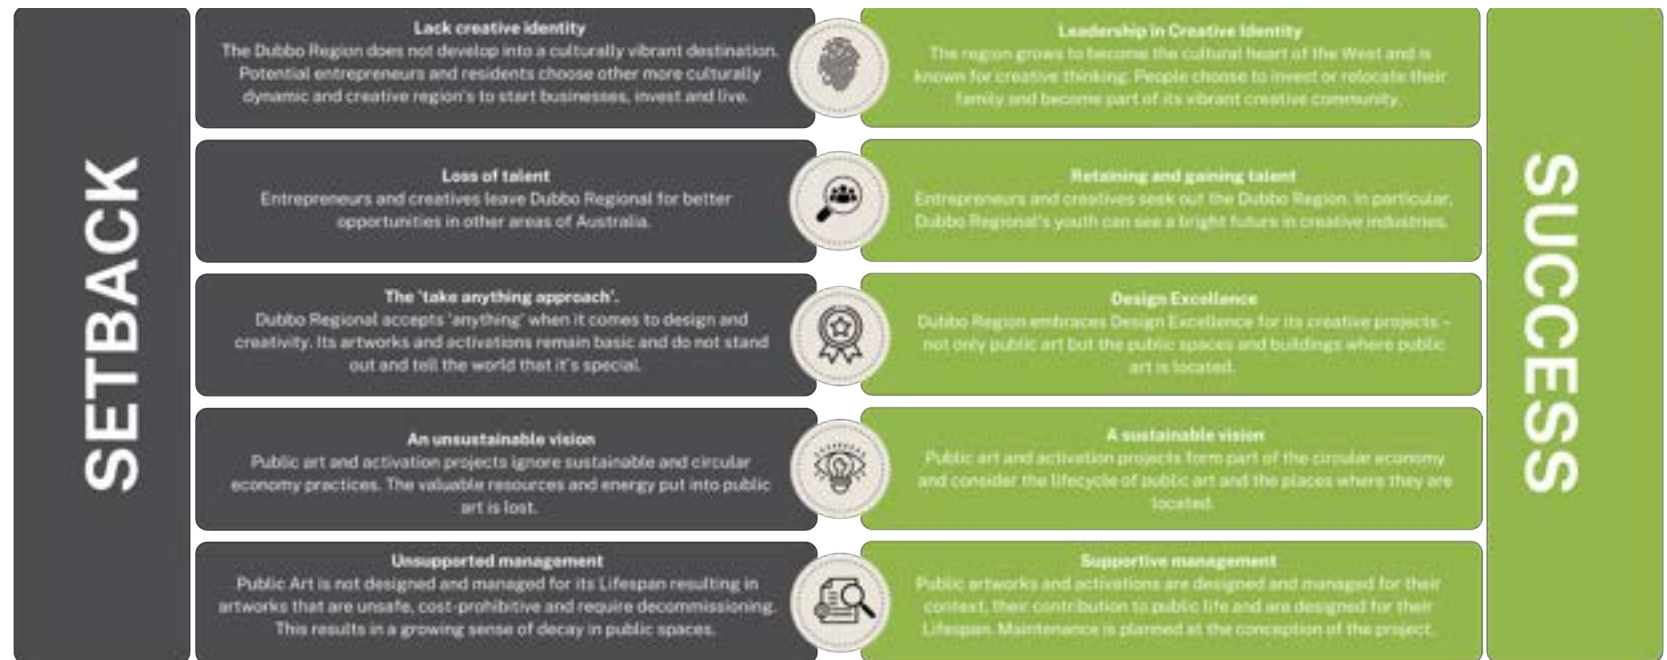 SETBACK
Lack creative identity
The Dubbo Region does not develop into a culturally vibrant destination.
Potential entrepreneurs and residents choose other more culturally
dynamic and creative region's to start businesses, invest and live.
Leadership in Creative Identity
The region grows to become the cultural heart of the West and is
known for creative thinking. People choose to invest or relocate their
family and become part of its vibrant creative community.
Loss of talent
Entrepreneurs and creatives leave Dubbo Regional for better
opportunities in other areas of Australia.
Retaining and gaining talent
Entrepreneurs and creatives seek out the Dubbo Region. In particular,
Dubbo Regional's youth can see a bright future in creative industries.
The 'take anything approach'.
Dubbo Regional accepts 'anything' when it comes to design and
creativity. Its artworks and activations remain basic and do not stand
out and tell the world that it's special.
Design Excellence
Dubbo Region embraces Design Excellence for its creative projects –
not only public art but the public spaces and buildings where public
art is located.
An unsustainable vision
Public art and activation projects ignore sustainable and circular
economy practices. The valuable resources and energy put into public
art is lost.
A sustainable vision
Public art and activation projects form part of the circular economy
and consider the lifecycle of public art and the places where they are
located.
Unsupported management
Public Art is not designed and managed for its Lifespan resulting in
artworks that are unsafe, cost-prohibitive and require decommissioning.
This results in a growing sense of decay in public spaces.
Supportive management
Public artworks and activations are designed and managed for their
context, their contribution to public life and are designed for their
Lifespan. Maintenance is planned at the conception of the project.
SUCCESS